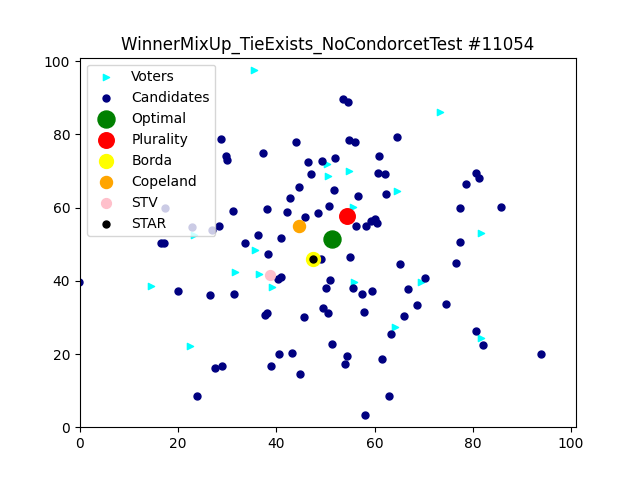 WinnerMixUp_TieExists_NoCondorcetTest #11054
100
80
60
40
20
0
Voters
Candidates
Optimal
Plurality
Borda
Copeland
STV
STAR
0 20 40 60 80 100